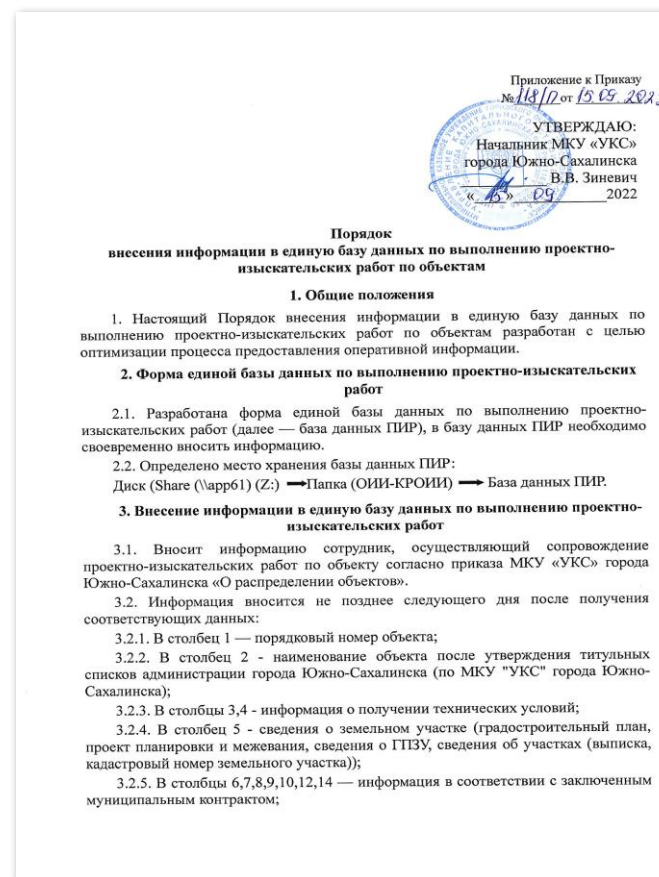 Приложение к Приказу
№ 118/П от 15.09.202
УТВЕРЖДАЮ:
Начальник МКУ «УКС»
города Южно-Сахалинска
В.В. Зиневич
«15» 09 2022
Порядок
внесения информации в единую базу данных по выполнению проектно-
изыскательских работ по объектам
1. Общие положения
1. Настоящий Порядок внесения информации в единую базу данных по
выполнению проектно-изыскательских работ по объектам разработан с целью
оптимизации процесса предоставления оперативной информации.
2. Форма единой базы данных по выполнению проектно-изыскательских
работ
2.1. Разработана форма единой базы данных по выполнению проектно-
изыскательских работ (далее — база данных ПИР), в базу данных ПИР необходимо
своевременно вносить информацию.
2.2. Определено место хранения базы данных ПИР:
Диск (Share (\\app61) (Z:) → Папка (ОИИ-КРОИИ) → База данных ПИР.
3. Внесение информации в единую базу данных по выполнению проектно-
изыскательских работ
3.1. Вносит информацию сотрудник, осуществляющий сопровождение
проектно-изыскательских работ по объекту согласно приказа МКУ «УКС» города
Южно-Сахалинска «О распределении объектов».
3.2. Информация вносится не позднее следующего дня после получения
соответствующих данных:
3.2.1. В столбец 1 — порядковый номер объекта;
3.2.2. В столбец 2 - наименование объекта после утверждения титульных
списков администрации города Южно-Сахалинска (по МКУ "УКС" города Южно-
Сахалинска);
3.2.3. В столбцы 3,4 - информация о получении технических условий;
3.2.4. В столбец 5 - сведения о земельном участке (градостроительный план,
проект планировки и межевания, сведения о ГПЗУ, сведения об участках (выписка,
кадастровый номер земельного участка));
3.2.5. В столбцы 6,7,8,9,10,12,14 — информация в соответствии с заключенным
муниципальным контрактом;